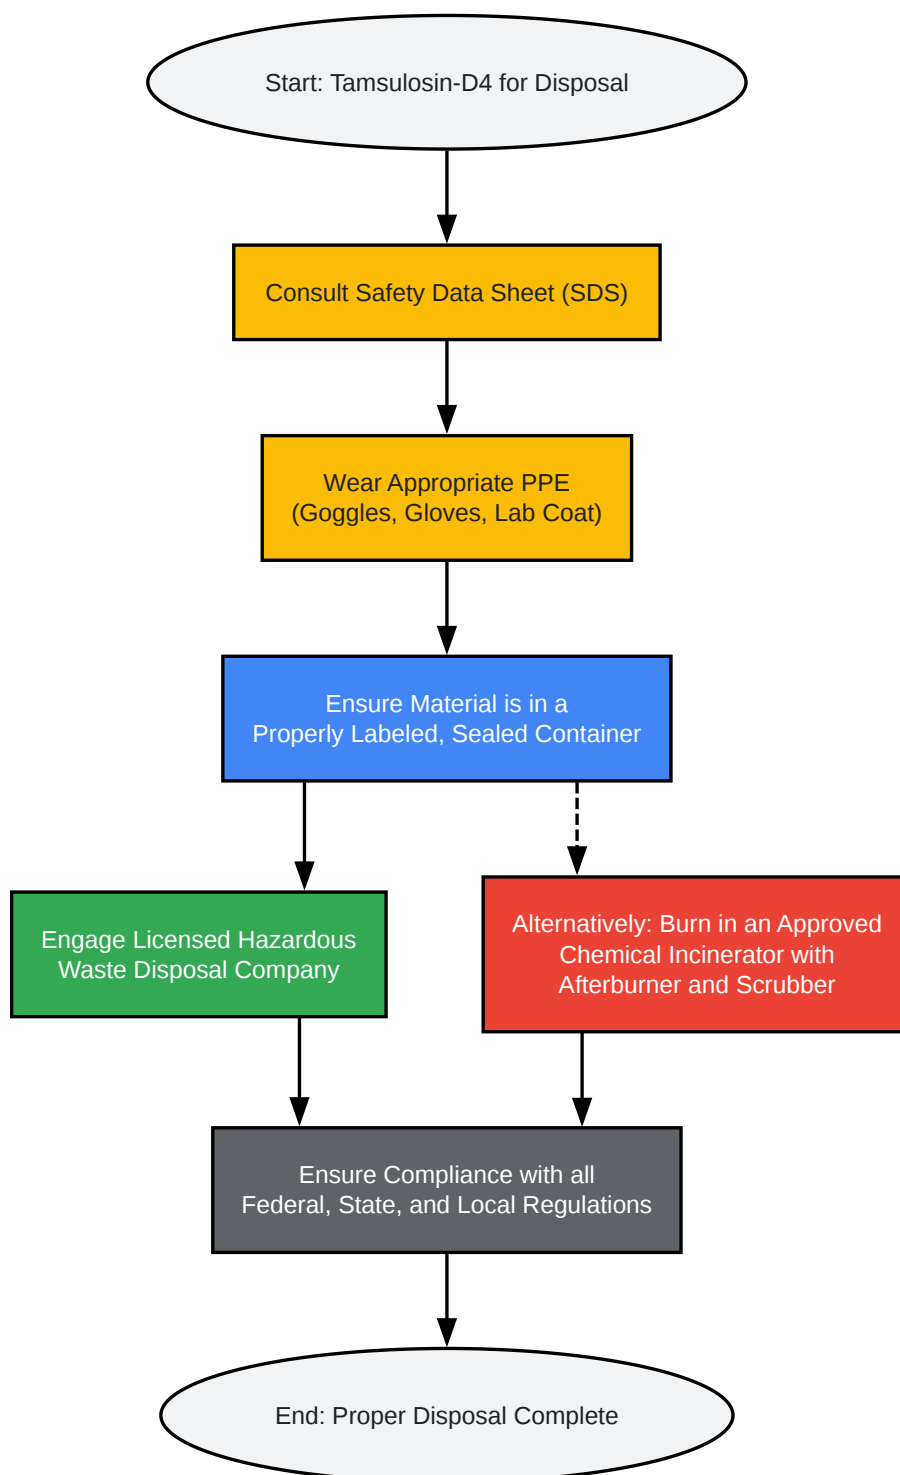 Start: Tamsulosin-D4 for Disposal
Consult Safety Data Sheet (SDS)
Wear Appropriate PPE
(Goggles, Gloves, Lab Coat)
Ensure Material is in a
Properly Labeled, Sealed Container
Engage Licensed Hazardous
Waste Disposal Company
Alternatively: Burn in an Approved
Chemical Incinerator with
Afterburner and Scrubber
Ensure Compliance with all
Federal, State, and Local Regulations
End: Proper Disposal Complete